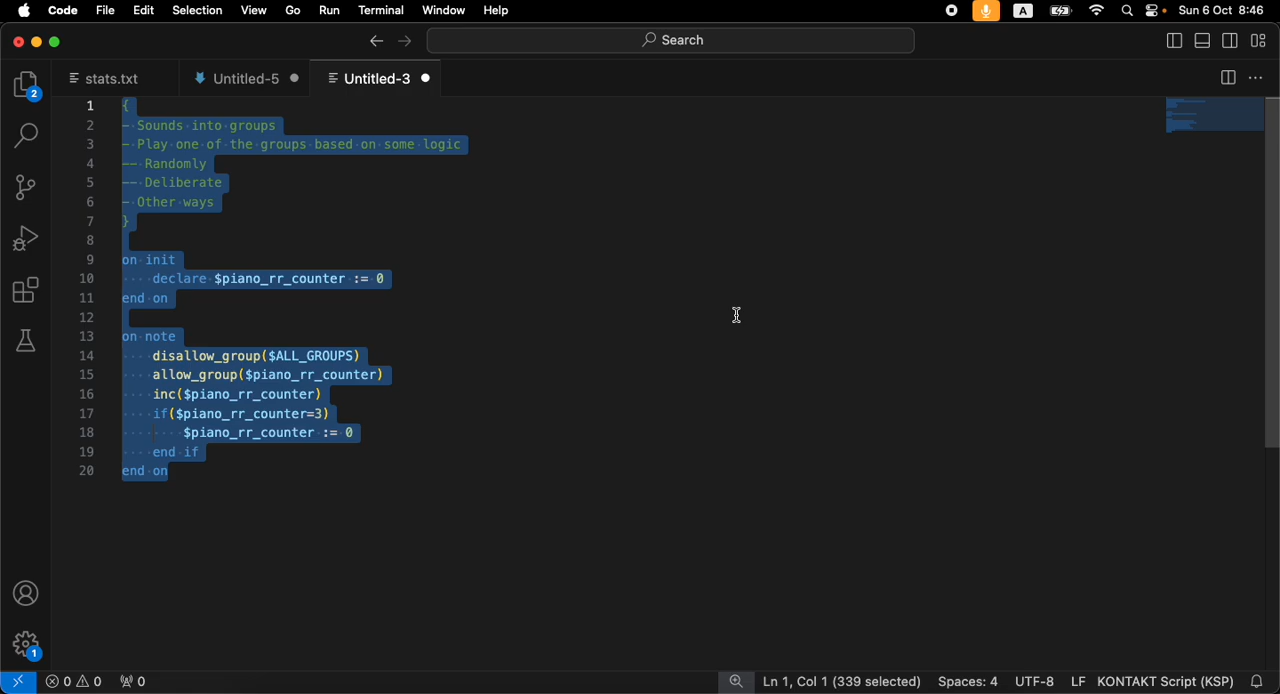 Code File Edit Selection View Go Run Terminal Window Help A Sun 6 Oct 8:46
Search
stats.txt Untitled-5 Untitled-3
1 {
2 - Sounds into groups
3 - Play one of the groups based on some logic
4 -- Randomly
5 -- Deliberate
6 - Other ways
7 }
8
9 on init
10 declare $piano_rr_counter := 0
11 end on
12
13 on note
14 disallow_group($ALL_GROUPS)
15 allow_group($piano_rr_counter)
16 inc($piano_rr_counter)
17 if($piano_rr_counter=3)
18 $piano_rr_counter := 0
19 end if
20 end on
2
1
0 0 0 Ln 1, Col 1 (339 selected) Spaces: 4 UTF-8 LF KONTAKT Script (KSP)